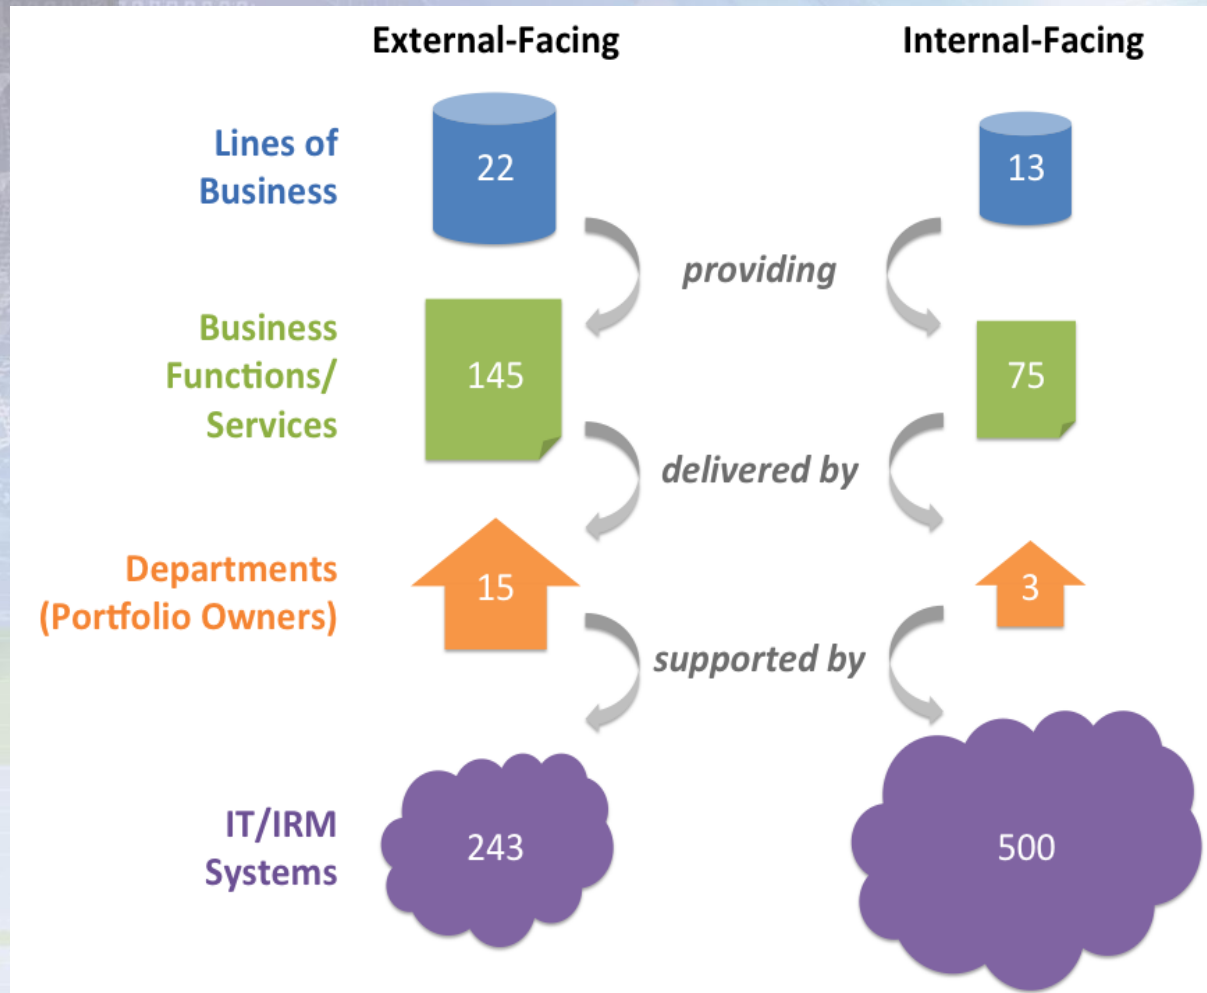 External-Facing
Internal-Facing
Lines of
Business
22
13
providing
Business
Functions/
Services
145
75
delivered by
Departments
(Portfolio Owners)
15
3
supported by
IT/IRM
Systems
243
500